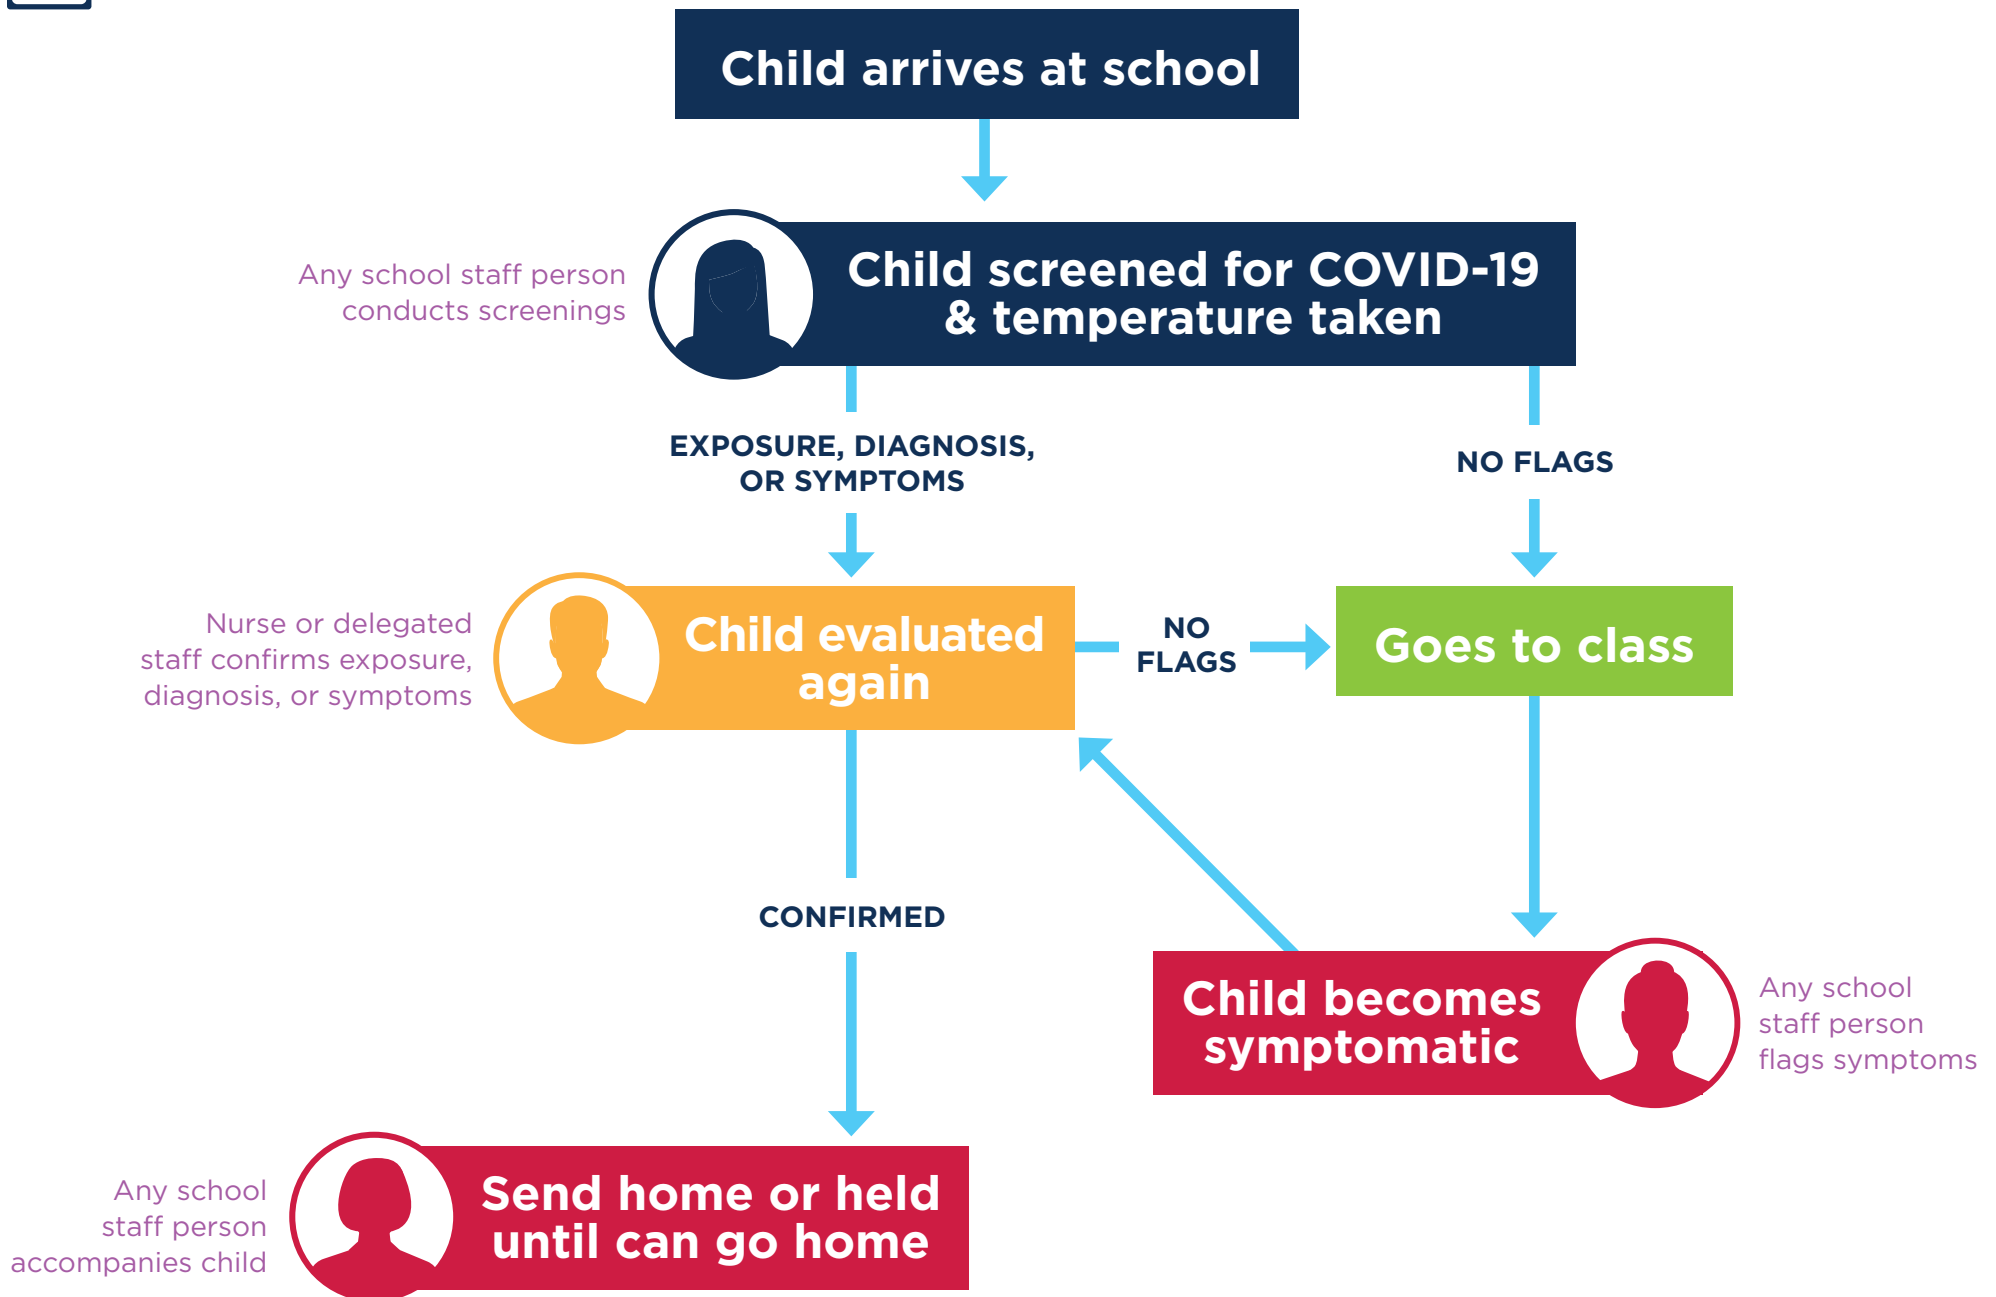 Child arrives at school
Any school staff person
conducts screenings
Child screened for COVID-19
& temperature taken
EXPOSURE, DIAGNOSIS,
OR SYMPTOMS
NO FLAGS
Nurse or delegated
staff confirms exposure,
diagnosis, or symptoms
Child evaluated
again
NO
FLAGS
Goes to class
CONFIRMED
Child becomes
symptomatic
Any school
staff person
flags symptoms
Any school
staff person
accompanies child
Send home or held
until can go home